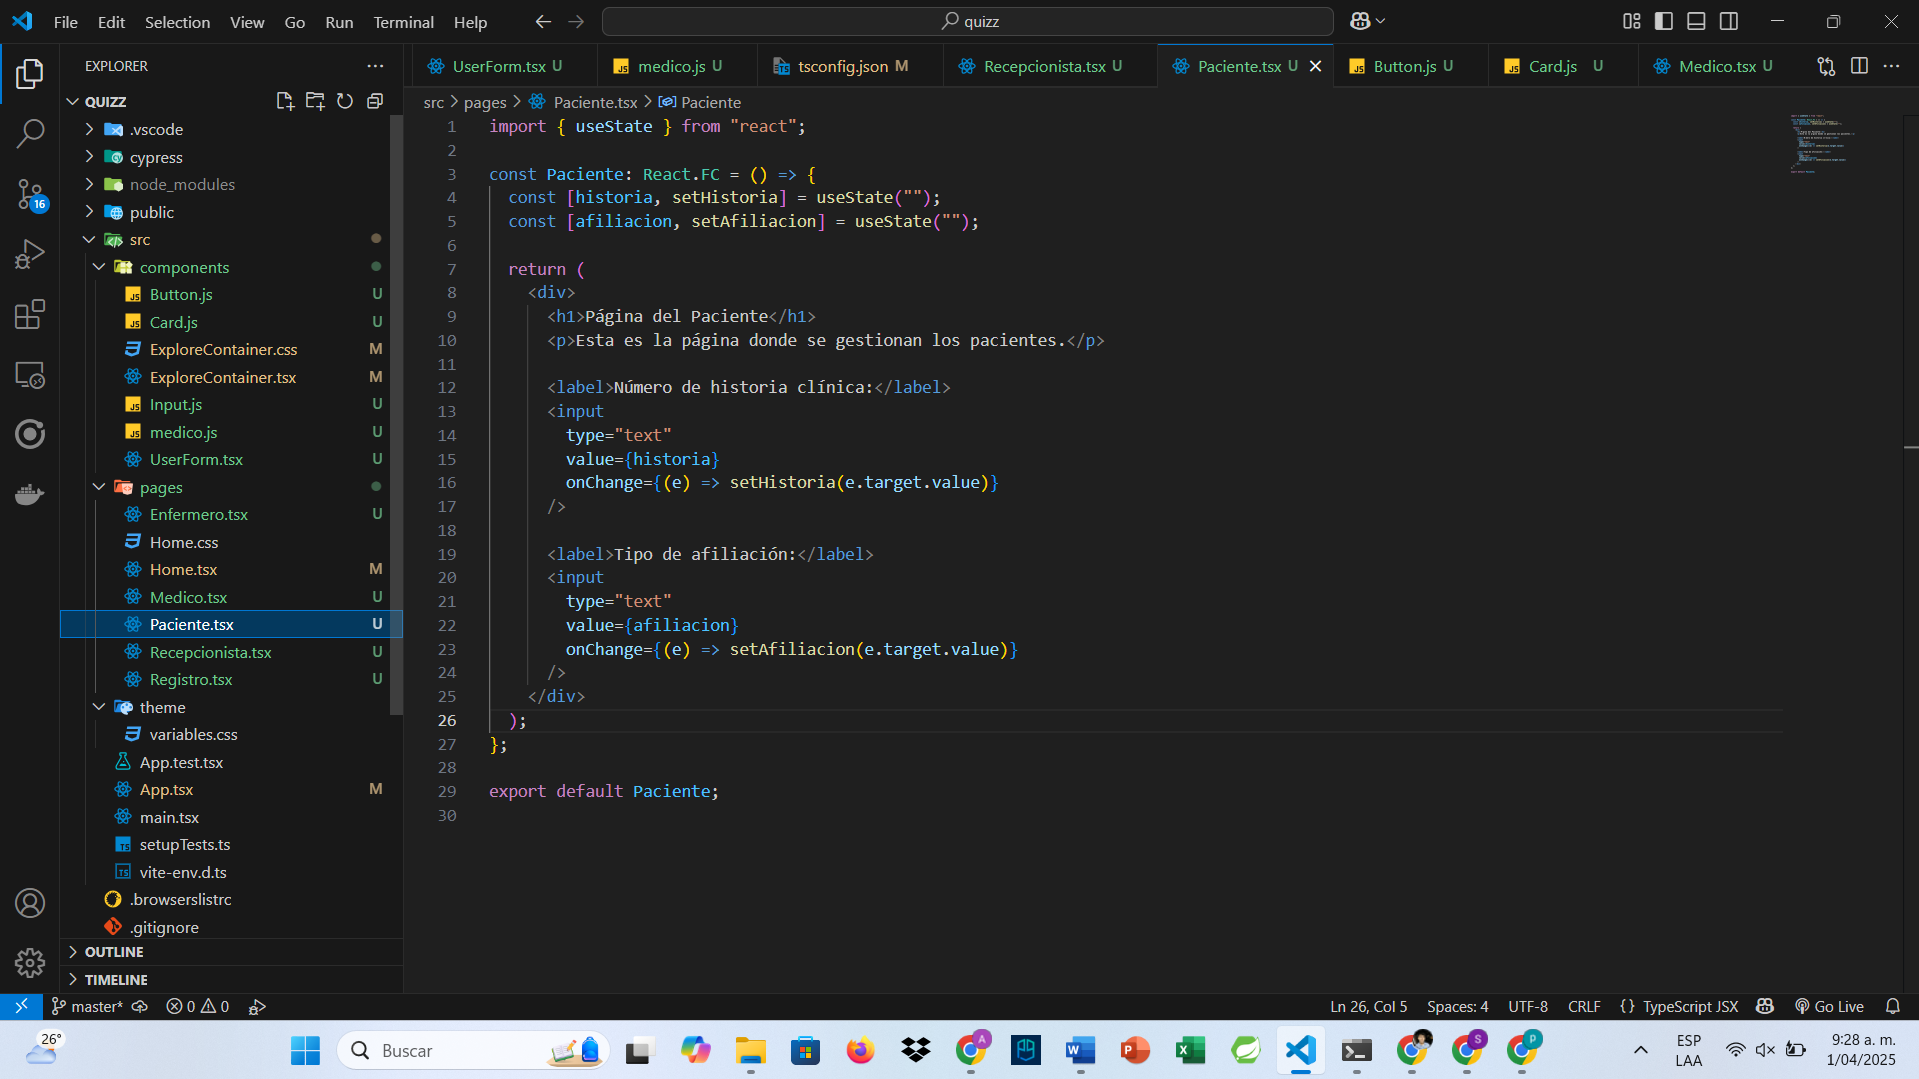 File Edit Selection View Go Run Terminal Help
quizz
EXPLORER
QUIZZ
.vscode
cypress
node_modules
public
src
components
Button.js U
Card.js U
ExploreContainer.css M
ExploreContainer.tsx M
Input.js U
medico.js U
UserForm.tsx U
pages
Enfermero.tsx U
Home.css
Home.tsx M
Medico.tsx U
Paciente.tsx U
Recepcionista.tsx U
Registro.tsx U
theme
variables.css
App.test.tsx
App.tsx M
main.tsx
setupTests.ts
vite-env.d.ts
.browserslistrc
.gitignore
OUTLINE
TIMELINE
16
UserForm.tsx U medico.js U tsconfig.json M Recepcionista.tsx U Paciente.tsx U Button.js U Card.js U Medico.tsx U
src > pages > Paciente.tsx > Paciente
1 import { useState } from "react";
2
3 const Paciente: React.FC = () => {
4 const [historia, setHistoria] = useState("");
5 const [afiliacion, setAfiliacion] = useState("");
6
7 return (
8 <div>
9 <h1>Página del Paciente</h1>
10 <p>Esta es la página donde se gestionan los pacientes.</p>
11
12 <label>Número de historia clínica:</label>
13 <input
14 type="text"
15 value={historia}
16 onChange={(e) => setHistoria(e.target.value)}
17 />
18
19 <label>Tipo de afiliación:</label>
20 <input
21 type="text"
22 value={afiliacion}
23 onChange={(e) => setAfiliacion(e.target.value)}
24 />
25 </div>
26 );
27 };
28
29 export default Paciente;
30
master* 0 0 Ln 26, Col 5 Spaces: 4 UTF-8 CRLF {} TypeScript JSX Go Live
26°
Buscar
ESP
LAA
9:28 a. m.
1/04/2025